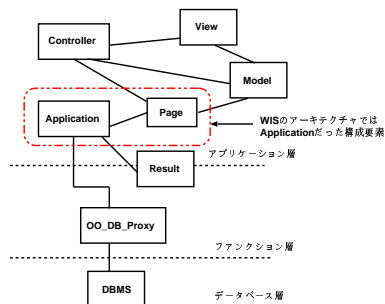 View
Controller
Model
Page
Application
WISのアーキテクチャでは
Applicationだった構成要素
アプリケーション層
Result
OO_DB_Proxy
ファンクション層
DBMS
データベース層